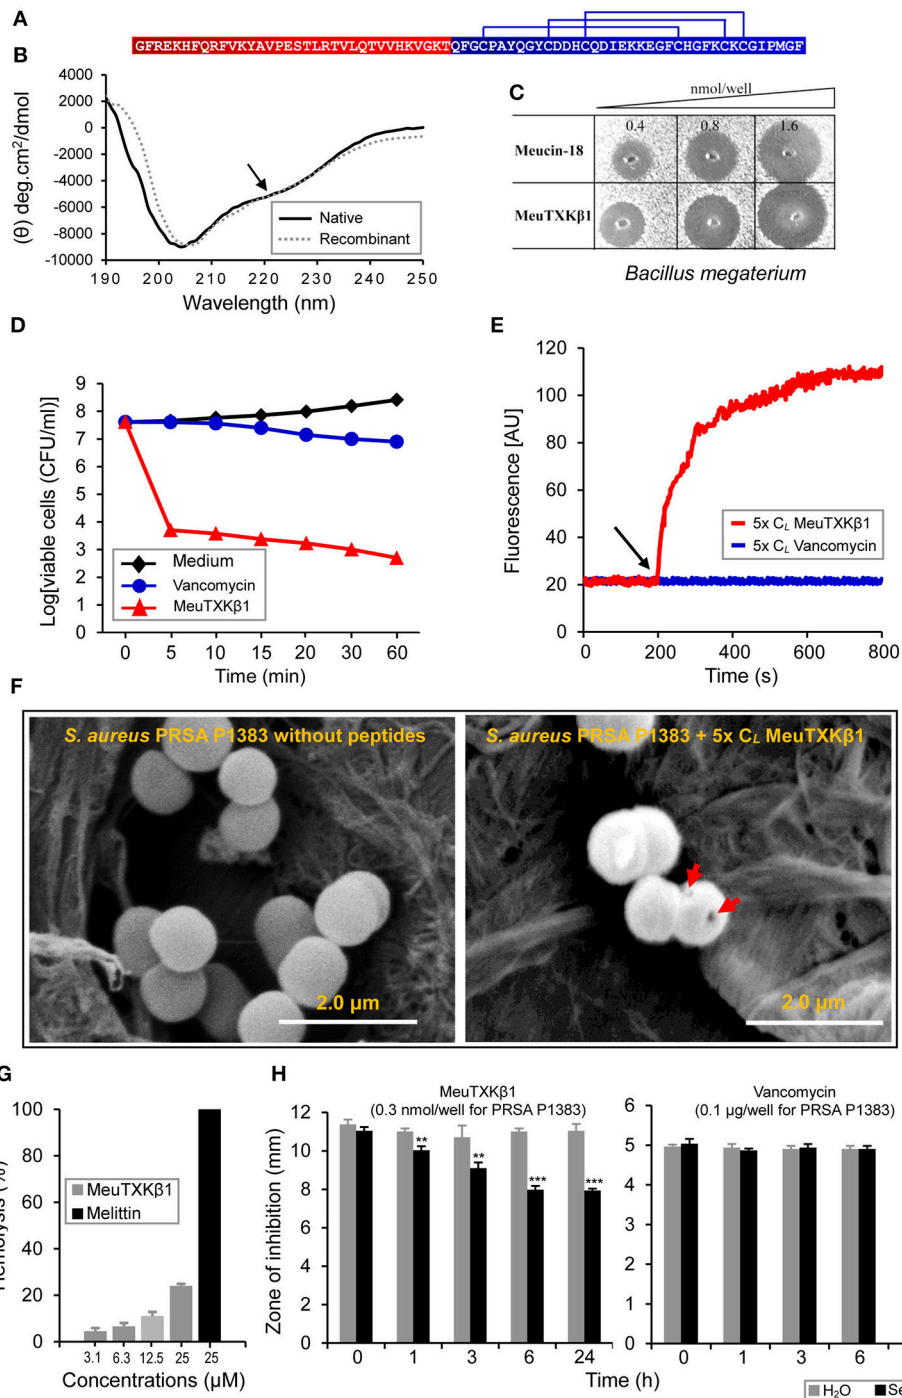 A
GFREKHFQRFVKYAVPESTLRTVLQTVVHKVGKTQFGCPAYQGYCDDHCQDIEKKEGFCHGFKCKCGIPMGF
B
4000
2000
0
-2000
-4000
-6000
-8000
-10000
(θ) deg.cm²/dmol
Native
Recombinant
190 200 210 220 230 240 250
Wavelength (nm)
C
nmol/well
0.4 0.8 1.6
Meucin-18
MeuTXKβ1
Bacillus megaterium
D
9
8
7
6
5
4
3
2
1
0
Log[viable cells (CFU/ml)]
Medium
Vancomycin
MeuTXKβ1
0 5 10 15 20 30 60
Time (min)
E
120
100
80
60
40
20
0
Fluorescence [AU]
5x CL MeuTXKβ1
5x CL Vancomycin
0 200 400 600 800
Time (s)
F
S. aureus PRSA P1383 without peptides
2.0 µm
S. aureus PRSA P1383 + 5x CL MeuTXKβ1
2.0 µm
G
100
80
60
40
20
0
MeuTXKβ1
Melittin
3.1 6.3 12.5 25 25
Concentrations (µM)
H
MeuTXKβ1
(0.3 nmol/well for PRSA P1383)
12
10
8
6
4
2
0
Zone of inhibition (mm)
** ** *** ***
0 1 3 6 24
Vancomycin
(0.1 µg/well for PRSA P1383)
6
5
4
3
2
1
0
0 1 3 6
Time (h)
H₂O